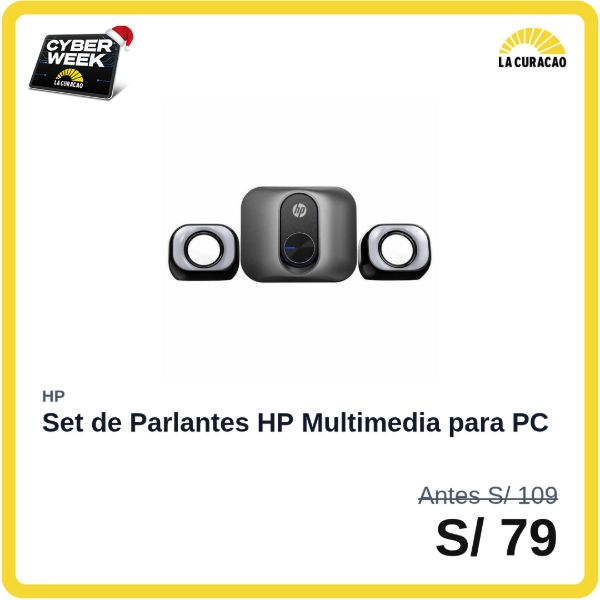 CYBER
WEEK
LA CURACAO
LA CURACAO
hp
HP
Set de Parlantes HP Multimedia para PC
Antes S/ 109
S/ 79